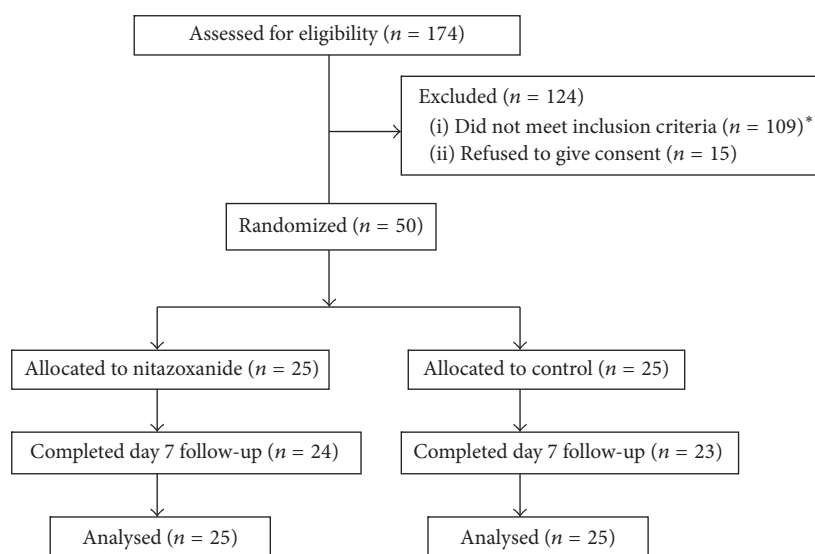 Assessed for eligibility (n = 174)
Excluded (n = 124)
(i) Did not meet inclusion criteria (n = 109)*
(ii) Refused to give consent (n = 15)
Randomized (n = 50)
Allocated to nitazoxanide (n = 25)
Allocated to control (n = 25)
Completed day 7 follow-up (n = 24)
Completed day 7 follow-up (n = 23)
Analysed (n = 25)
Analysed (n = 25)